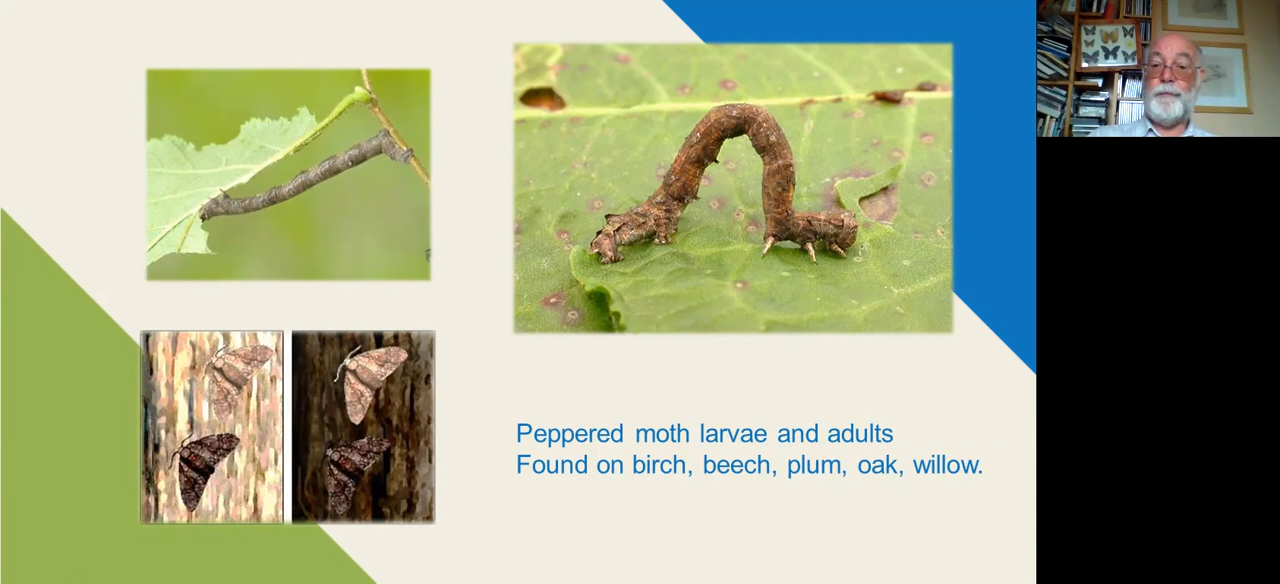 Peppered moth larvae and adults
Found on birch, beech, plum, oak, willow.